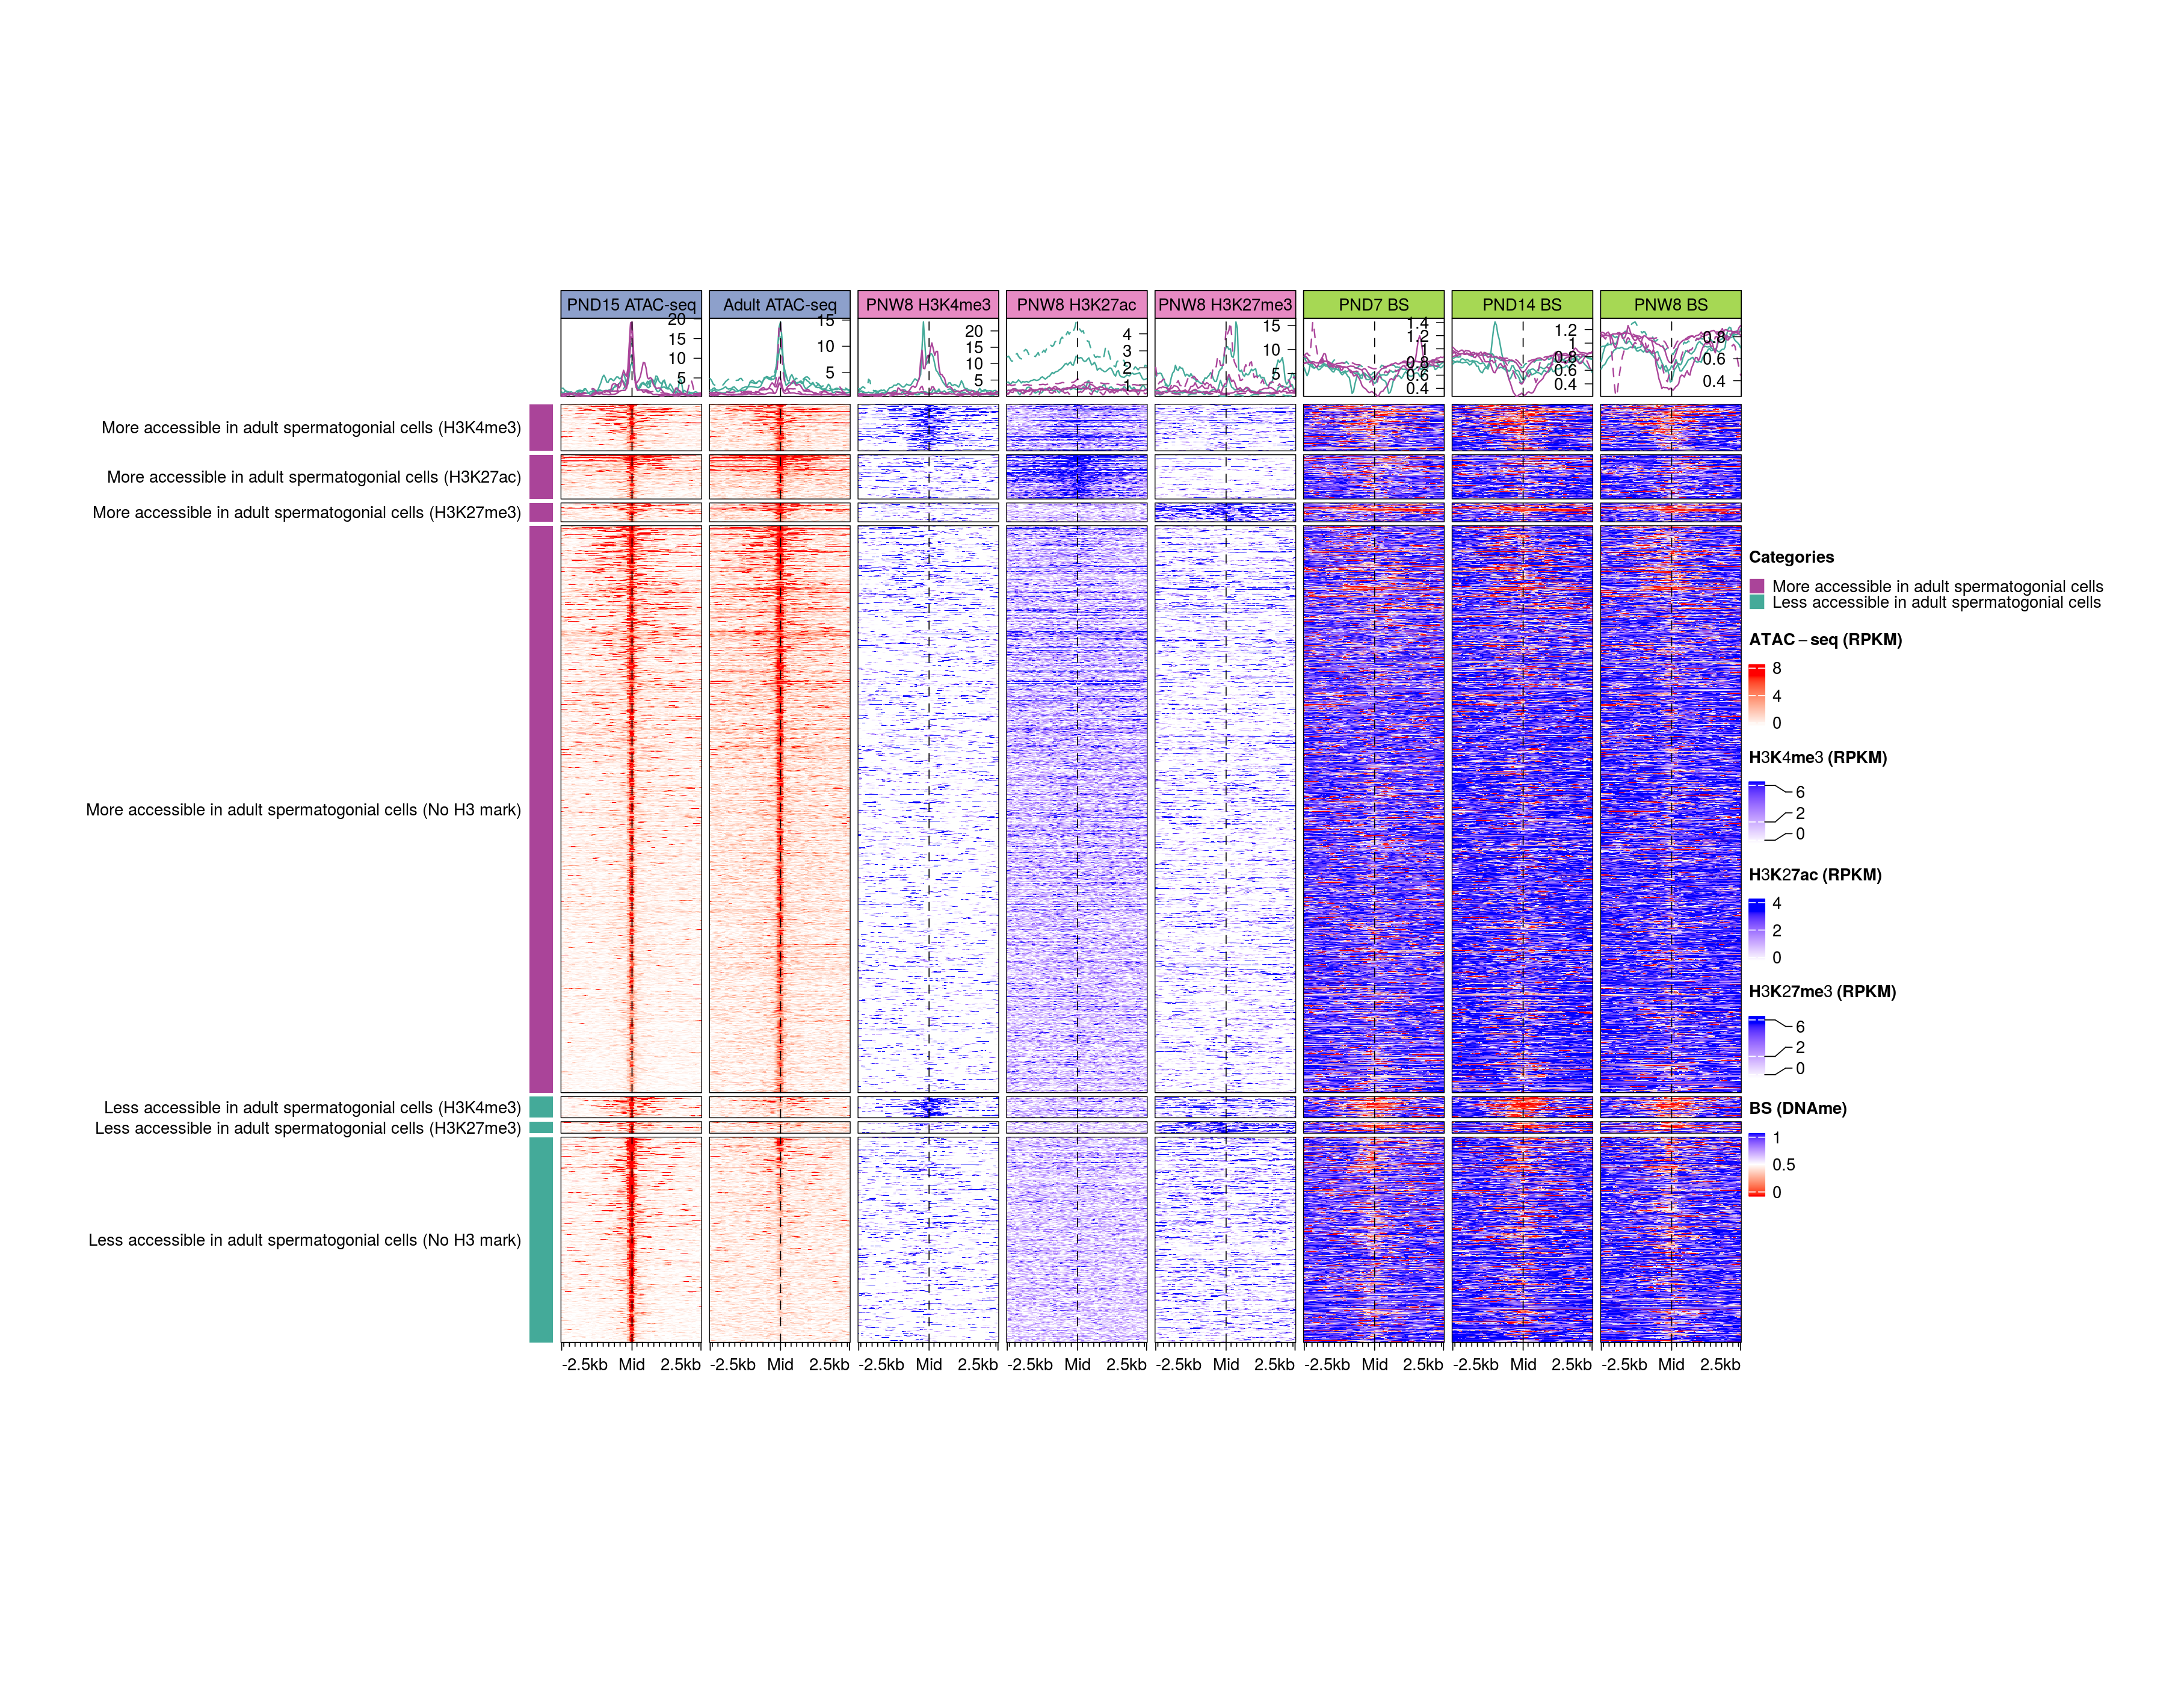 PND15 ATAC-seq
Adult ATAC-seq
PNW8 H3K4me3
PNW8 H3K27ac
PNW8 H3K27me3
PND7 BS
PND14 BS
PNW8 BS
20
15
10
5
15
10
5
20
15
10
5
4
3
2
1
15
10
5
1.4
1.2
1
0.8
0.6
0.4
1.2
1
0.8
0.6
0.4
0.8
0.6
0.4
More accessible in adult spermatogonial cells (H3K4me3)
More accessible in adult spermatogonial cells (H3K27ac)
More accessible in adult spermatogonial cells (H3K27me3)
More accessible in adult spermatogonial cells (No H3 mark)
Less accessible in adult spermatogonial cells (H3K4me3)
Less accessible in adult spermatogonial cells (H3K27me3)
Less accessible in adult spermatogonial cells (No H3 mark)
-2.5kb Mid 2.5kb
-2.5kb Mid 2.5kb
-2.5kb Mid 2.5kb
-2.5kb Mid 2.5kb
-2.5kb Mid 2.5kb
-2.5kb Mid 2.5kb
-2.5kb Mid 2.5kb
-2.5kb Mid 2.5kb
Categories
More accessible in adult spermatogonial cells
Less accessible in adult spermatogonial cells
ATAC−seq (RPKM)
8
4
0
H3K4me3 (RPKM)
6
2
0
H3K27ac (RPKM)
4
2
0
H3K27me3 (RPKM)
6
2
0
BS (DNAme)
1
0.5
0